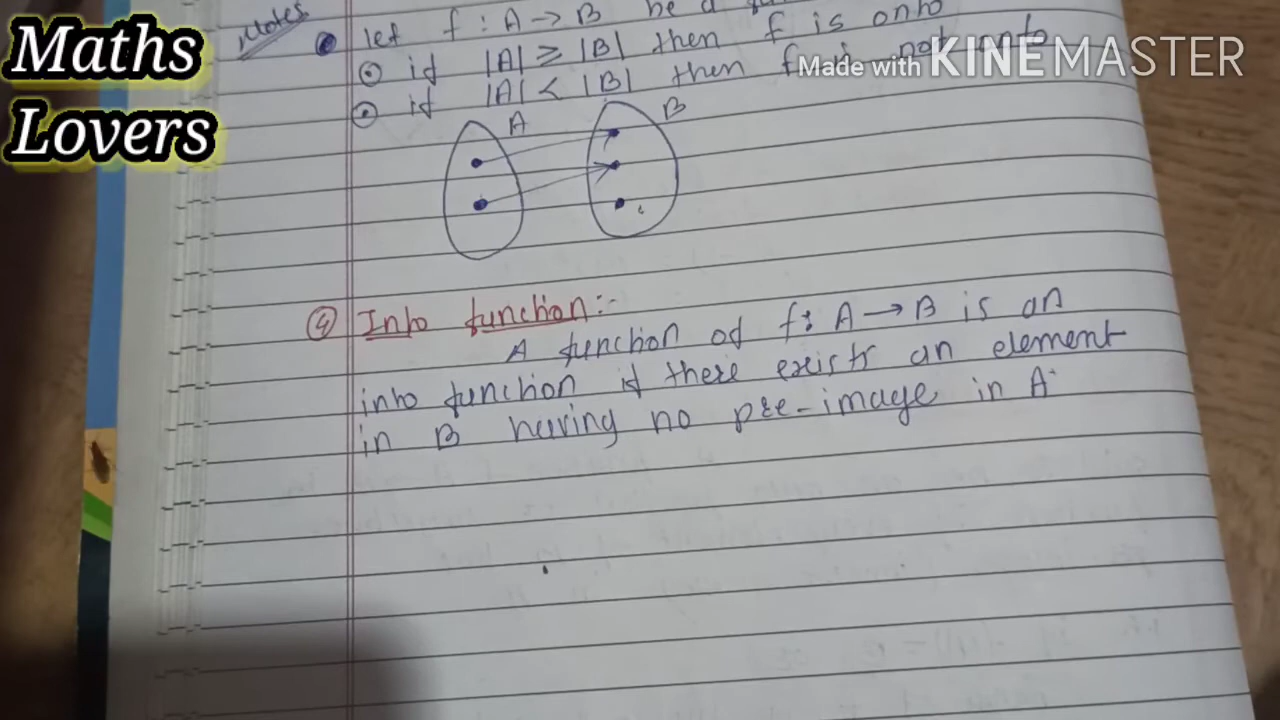 Maths
Lovers
Made with KINEMASTER
Notes
let f : A → B be a
⊙ if |A| ≥ |B| then f is onto
⊙ if |A| < |B| then f is not onto
A B
④ Into function:-
A function of f: A → B is an
into function if there exists an element
in B having no pre-image in A.